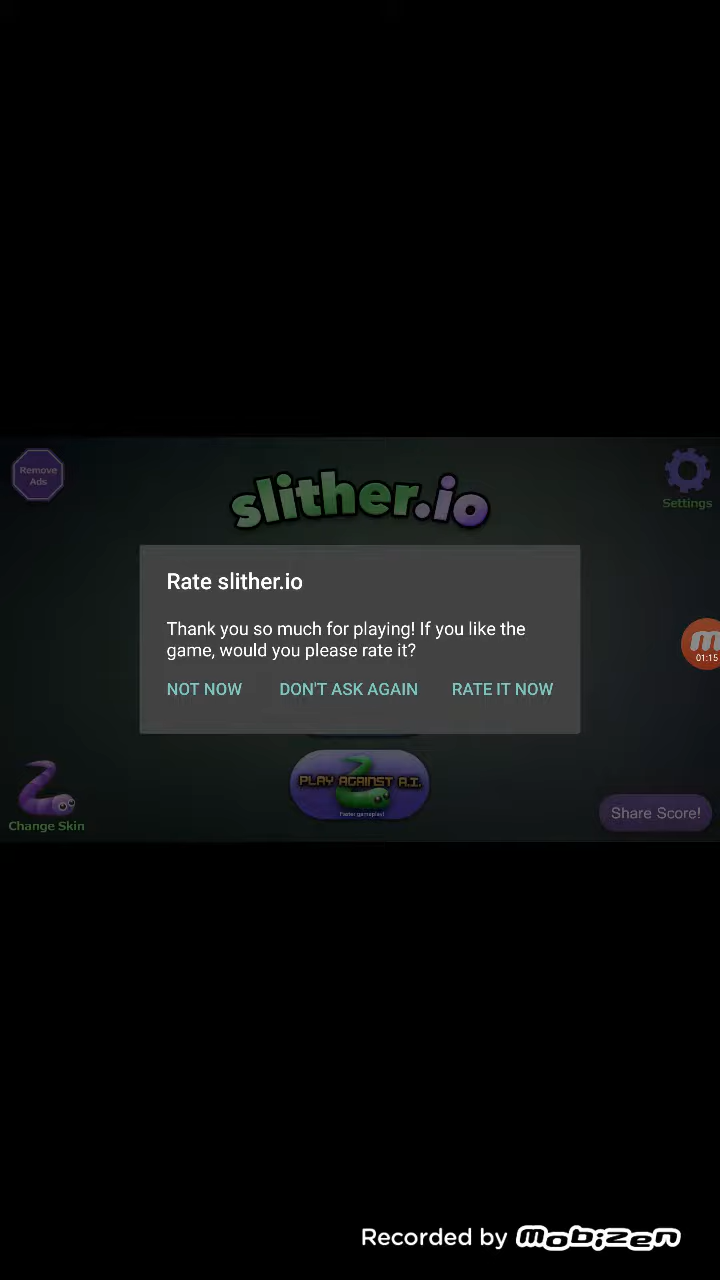 Remove
Ads
slither.io
Settings
Rate slither.io
Thank you so much for playing! If you like the
game, would you please rate it?
NOT NOW
DON'T ASK AGAIN
RATE IT NOW
m
01:15
PLAY AGAINST A.I.
Faster gameplay!
Change Skin
Share Score!
Recorded by mobizen